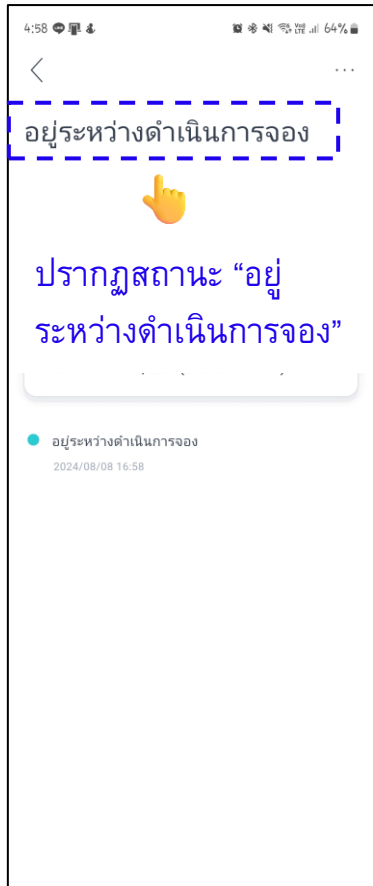 4:58
64%
อยู่ระหว่างดำเนินการจอง
ปรากฏสถานะ “อยู่
ระหว่างดำเนินการจอง”
อยู่ระหว่างดำเนินการจอง
2024/08/08 16:58